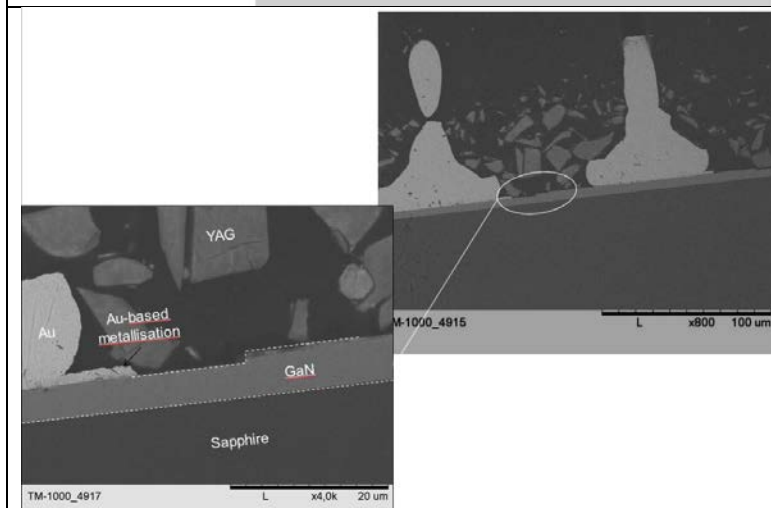 M-1000_4915 L x800 100 um
YAG
Au
Au-based
metallisation
GaN
Sapphire
TM-1000_4917 L x4,0k 20 um